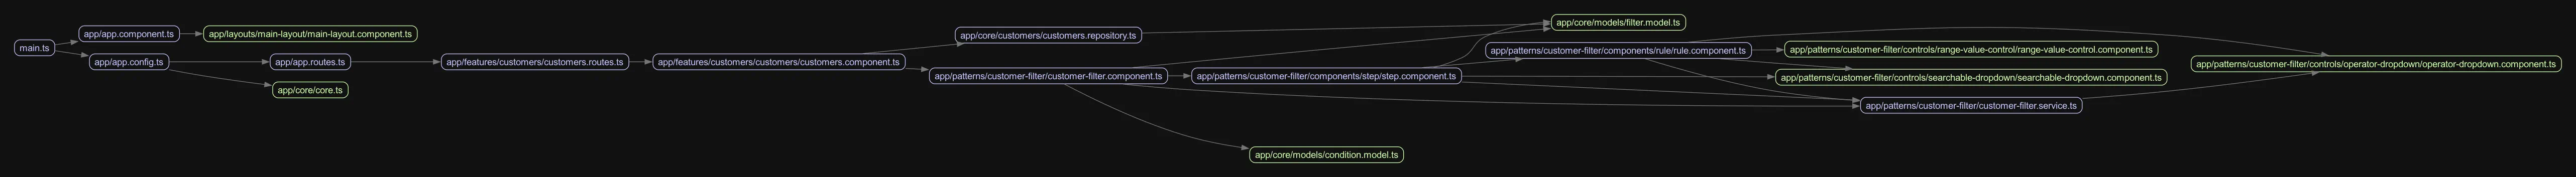 main.ts
app/app.component.ts
app/layouts/main-layout/main-layout.component.ts
app/app.config.ts
app/app.routes.ts
app/core/core.ts
app/features/customers/customers.routes.ts
app/features/customers/customers/customers.component.ts
app/core/customers/customers.repository.ts
app/patterns/customer-filter/customer-filter.component.ts
app/patterns/customer-filter/components/step/step.component.ts
app/core/models/condition.model.ts
app/core/models/filter.model.ts
app/patterns/customer-filter/components/rule/rule.component.ts
app/patterns/customer-filter/controls/range-value-control/range-value-control.component.ts
app/patterns/customer-filter/controls/searchable-dropdown/searchable-dropdown.component.ts
app/patterns/customer-filter/customer-filter.service.ts
app/patterns/customer-filter/controls/operator-dropdown/operator-dropdown.component.ts